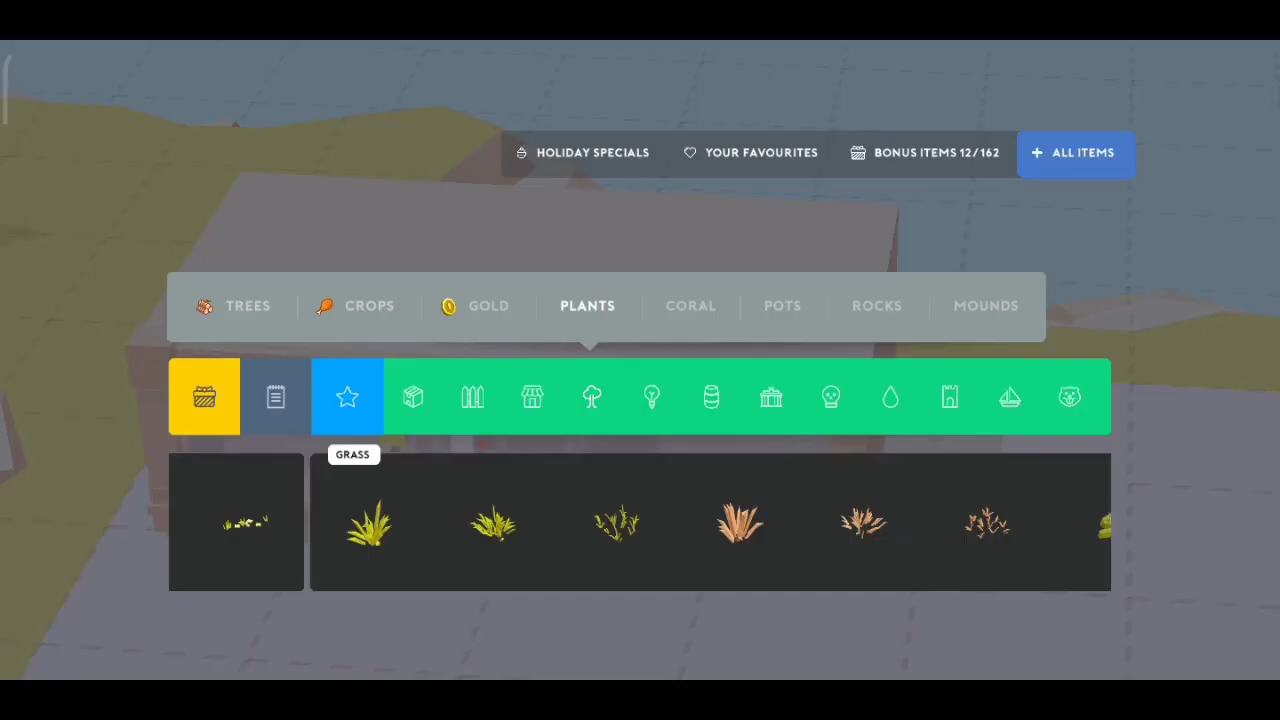 HOLIDAY SPECIALS
YOUR FAVOURITES
BONUS ITEMS 12/162
ALL ITEMS
TREES
CROPS
GOLD
PLANTS
CORAL
POTS
ROCKS
MOUNDS
GRASS